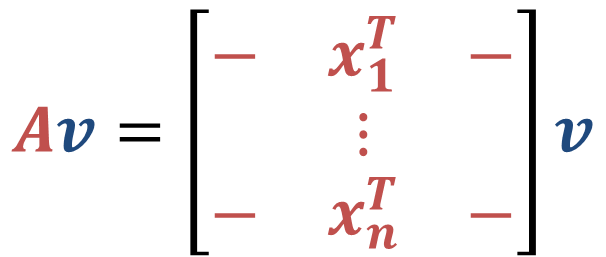 — x₁ᵀ —
Av = [ ⋮ ] v
— xₙᵀ —